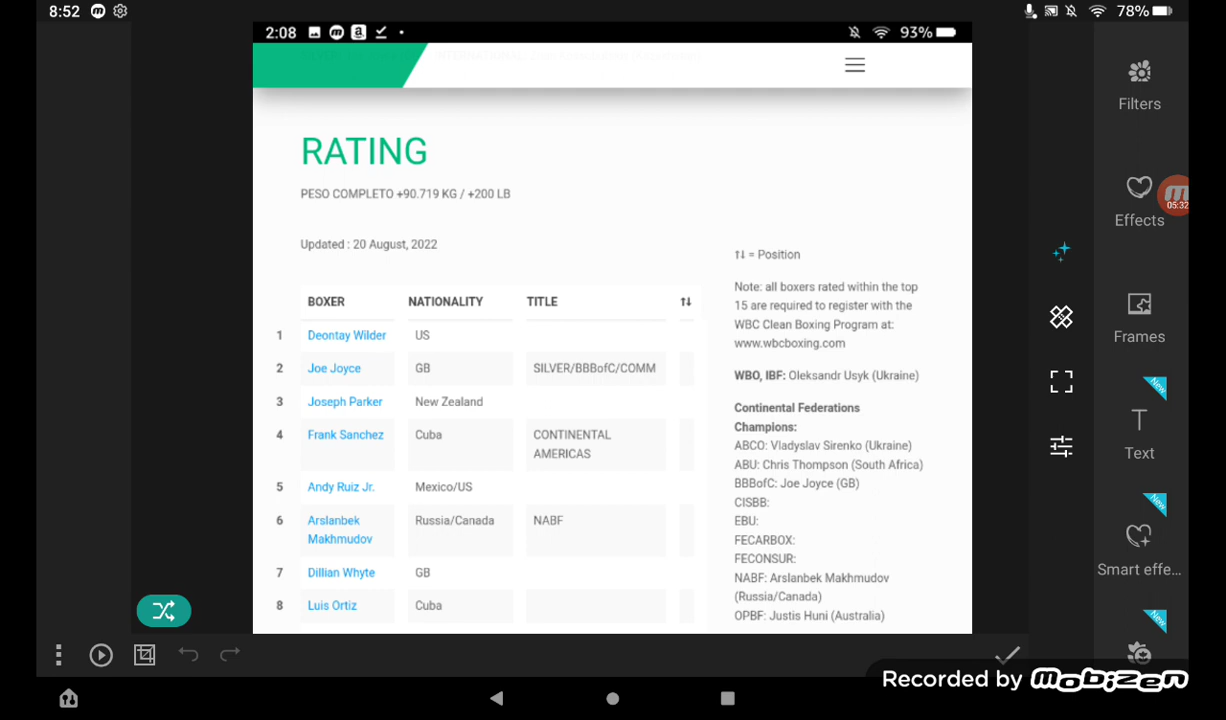 8:52
78%
2:08
93%
RATING
PESO COMPLETO +90.719 KG / +200 LB
Updated : 20 August, 2022
BOXER NATIONALITY TITLE ↑↓
1 Deontay Wilder US
2 Joe Joyce GB SILVER/BBBofC/COMM
3 Joseph Parker New Zealand
4 Frank Sanchez Cuba CONTINENTAL
AMERICAS
5 Andy Ruiz Jr. Mexico/US
6 Arslanbek Russia/Canada NABF
Makhmudov
7 Dillian Whyte GB
8 Luis Ortiz Cuba
↑↓ = Position
Note: all boxers rated within the top
15 are required to register with the
WBC Clean Boxing Program at:
www.wbcboxing.com
WBO, IBF: Oleksandr Usyk (Ukraine)
Continental Federations
Champions:
ABCO: Vladyslav Sirenko (Ukraine)
ABU: Chris Thompson (South Africa)
BBBofC: Joe Joyce (GB)
CISBB:
EBU:
FECARBOX:
FECONSUR:
NABF: Arslanbek Makhmudov
(Russia/Canada)
OPBF: Justis Huni (Australia)
Filters
05:32
Effects
Frames
New
Text
New
Smart effe...
New
Recorded by mobizen